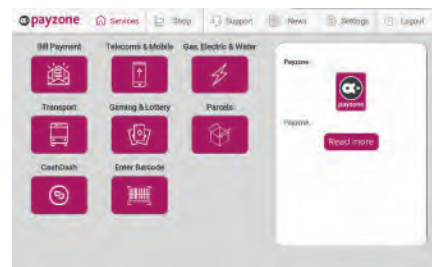 payzone Services Shop Support News Settings Logout
Bill Payment Telecoms & Mobile Gas, Electric & Water
Payzone
payzone
Transport Gaming & Lottery Parcels
Payzone
Read more
CashDash Enter Barcode